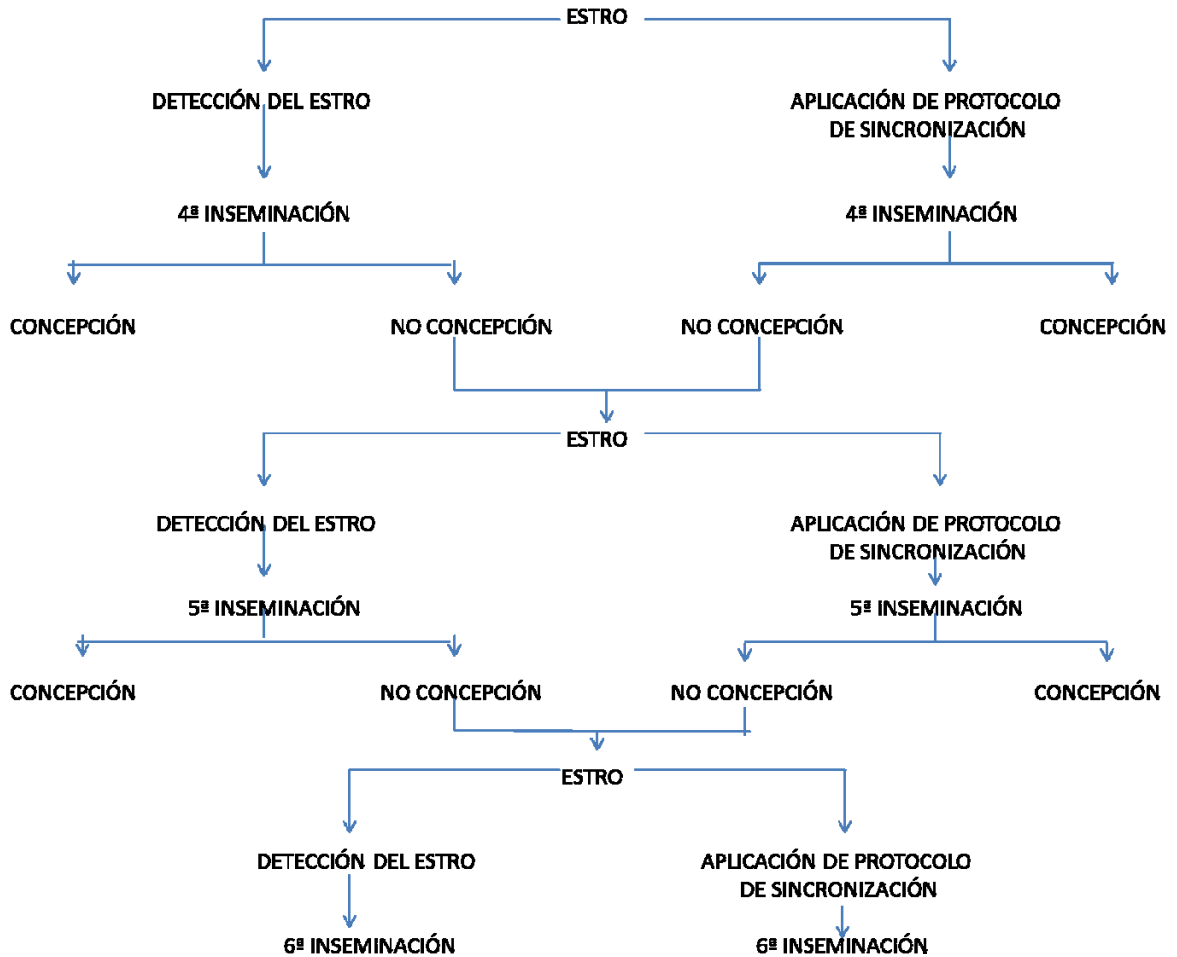 ESTRO
DETECCIÓN DEL ESTRO
APLICACIÓN DE PROTOCOLO
DE SINCRONIZACIÓN
4ª INSEMINACIÓN
4ª INSEMINACIÓN
CONCEPCIÓN
NO CONCEPCIÓN
NO CONCEPCIÓN
CONCEPCIÓN
ESTRO
DETECCIÓN DEL ESTRO
APLICACIÓN DE PROTOCOLO
DE SINCRONIZACIÓN
5ª INSEMINACIÓN
5ª INSEMINACIÓN
CONCEPCIÓN
NO CONCEPCIÓN
NO CONCEPCIÓN
CONCEPCIÓN
ESTRO
DETECCIÓN DEL ESTRO
APLICACIÓN DE PROTOCOLO
DE SINCRONIZACIÓN
6ª INSEMINACIÓN
6ª INSEMINACIÓN